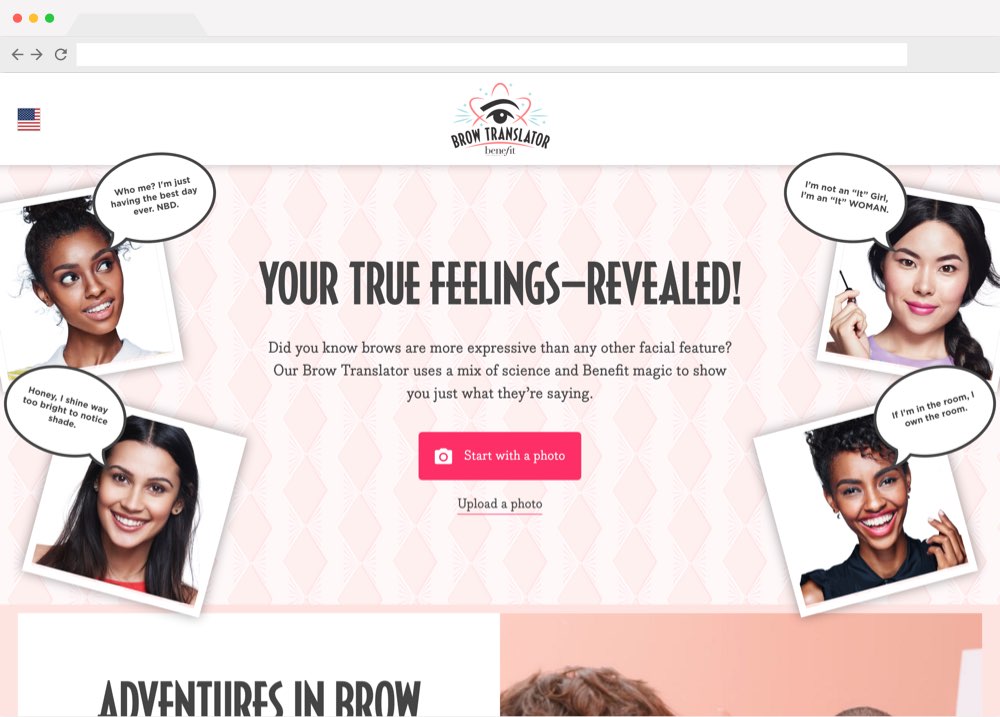 BROW TRANSLATOR
benefit
Who me? I'm just
having the best day
ever. NBD.
I'm not an “It” Girl,
I'm an “It” WOMAN.
YOUR TRUE FEELINGS—REVEALED!
Did you know brows are more expressive than any other facial feature?
Our Brow Translator uses a mix of science and Benefit magic to show
you just what they’re saying.
Honey, I shine way
too bright to notice
shade.
If I'm in the room, I
own the room.
Start with a photo
Upload a photo
ADVENTURES IN BROW